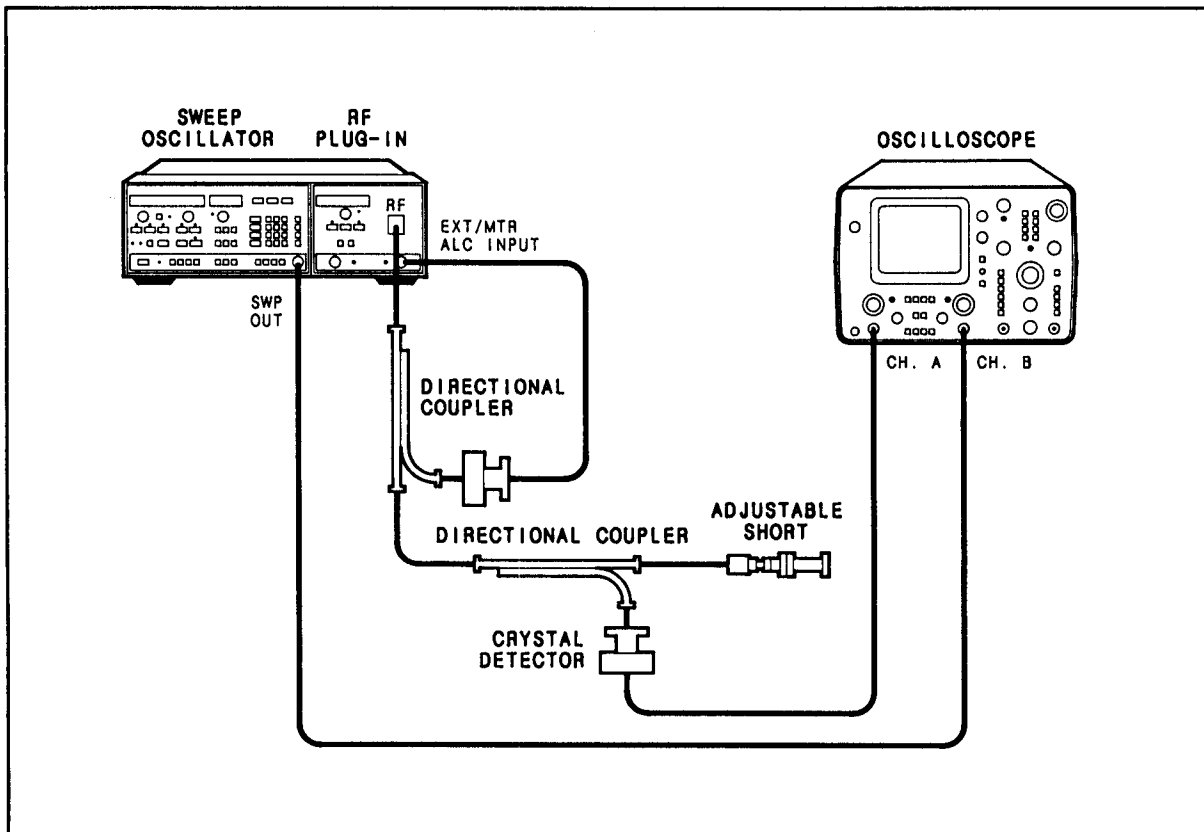 SWEEP
OSCILLATOR
RF
PLUG-IN
OSCILLOSCOPE
RF
EXT/MTR
ALC INPUT
SWP
OUT
CH. A
CH. B
DIRECTIONAL
COUPLER
DIRECTIONAL COUPLER
ADJUSTABLE
SHORT
CRYSTAL
DETECTOR